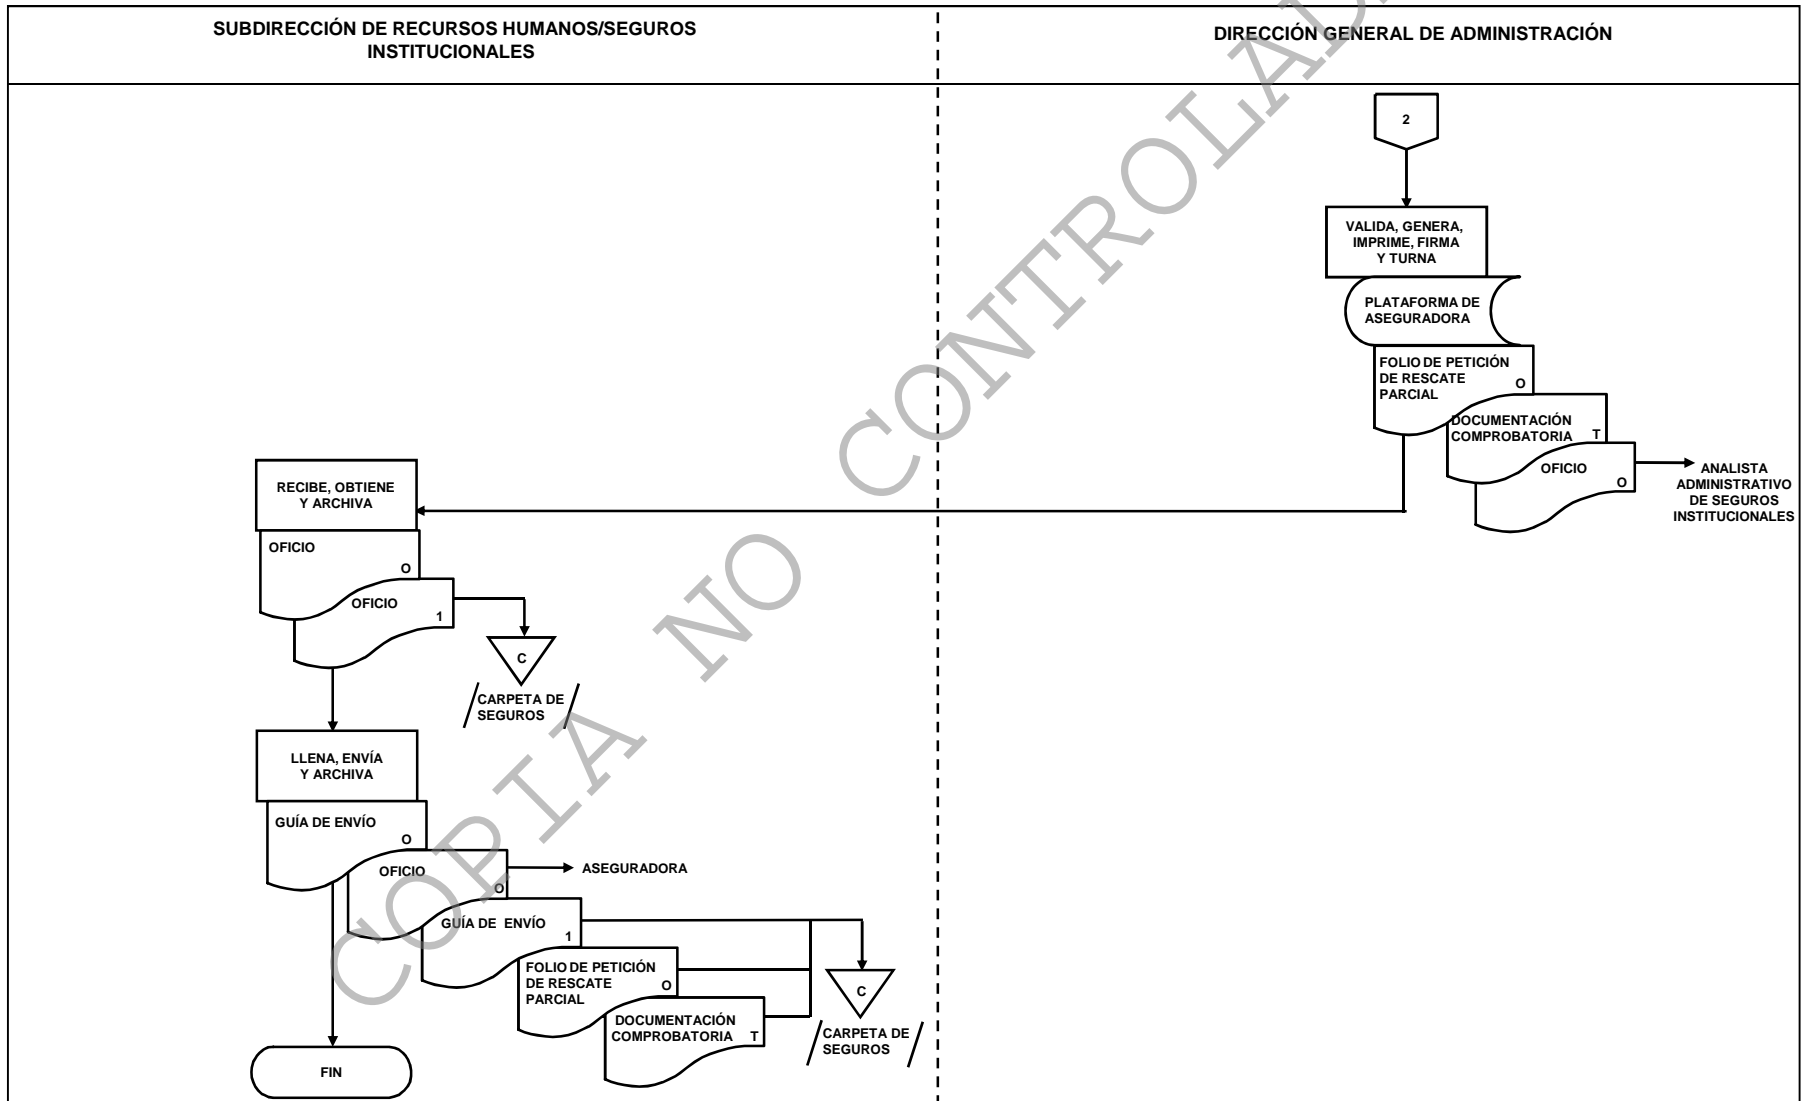 SUBDIRECCIÓN DE RECURSOS HUMANOS/SEGUROS
INSTITUCIONALES
DIRECCIÓN GENERAL DE ADMINISTRACIÓN
2
VALIDA, GENERA,
IMPRIME, FIRMA
Y TURNA
PLATAFORMA DE
ASEGURADORA
FOLIO DE PETICIÓN
DE RESCATE
PARCIAL
O
DOCUMENTACIÓN
COMPROBATORIA
T
OFICIO
O
ANALISTA
ADMINISTRATIVO
DE SEGUROS
INSTITUCIONALES
RECIBE, OBTIENE
Y ARCHIVA
OFICIO
O
OFICIO
1
C
CARPETA DE
SEGUROS
LLENA, ENVÍA
Y ARCHIVA
GUÍA DE ENVÍO
O
OFICIO
O
ASEGURADORA
GUÍA DE ENVÍO
1
FOLIO DE PETICIÓN
DE RESCATE
PARCIAL
O
DOCUMENTACIÓN
COMPROBATORIA
T
C
CARPETA DE
SEGUROS
FIN
COPIA NO CONTROLAD